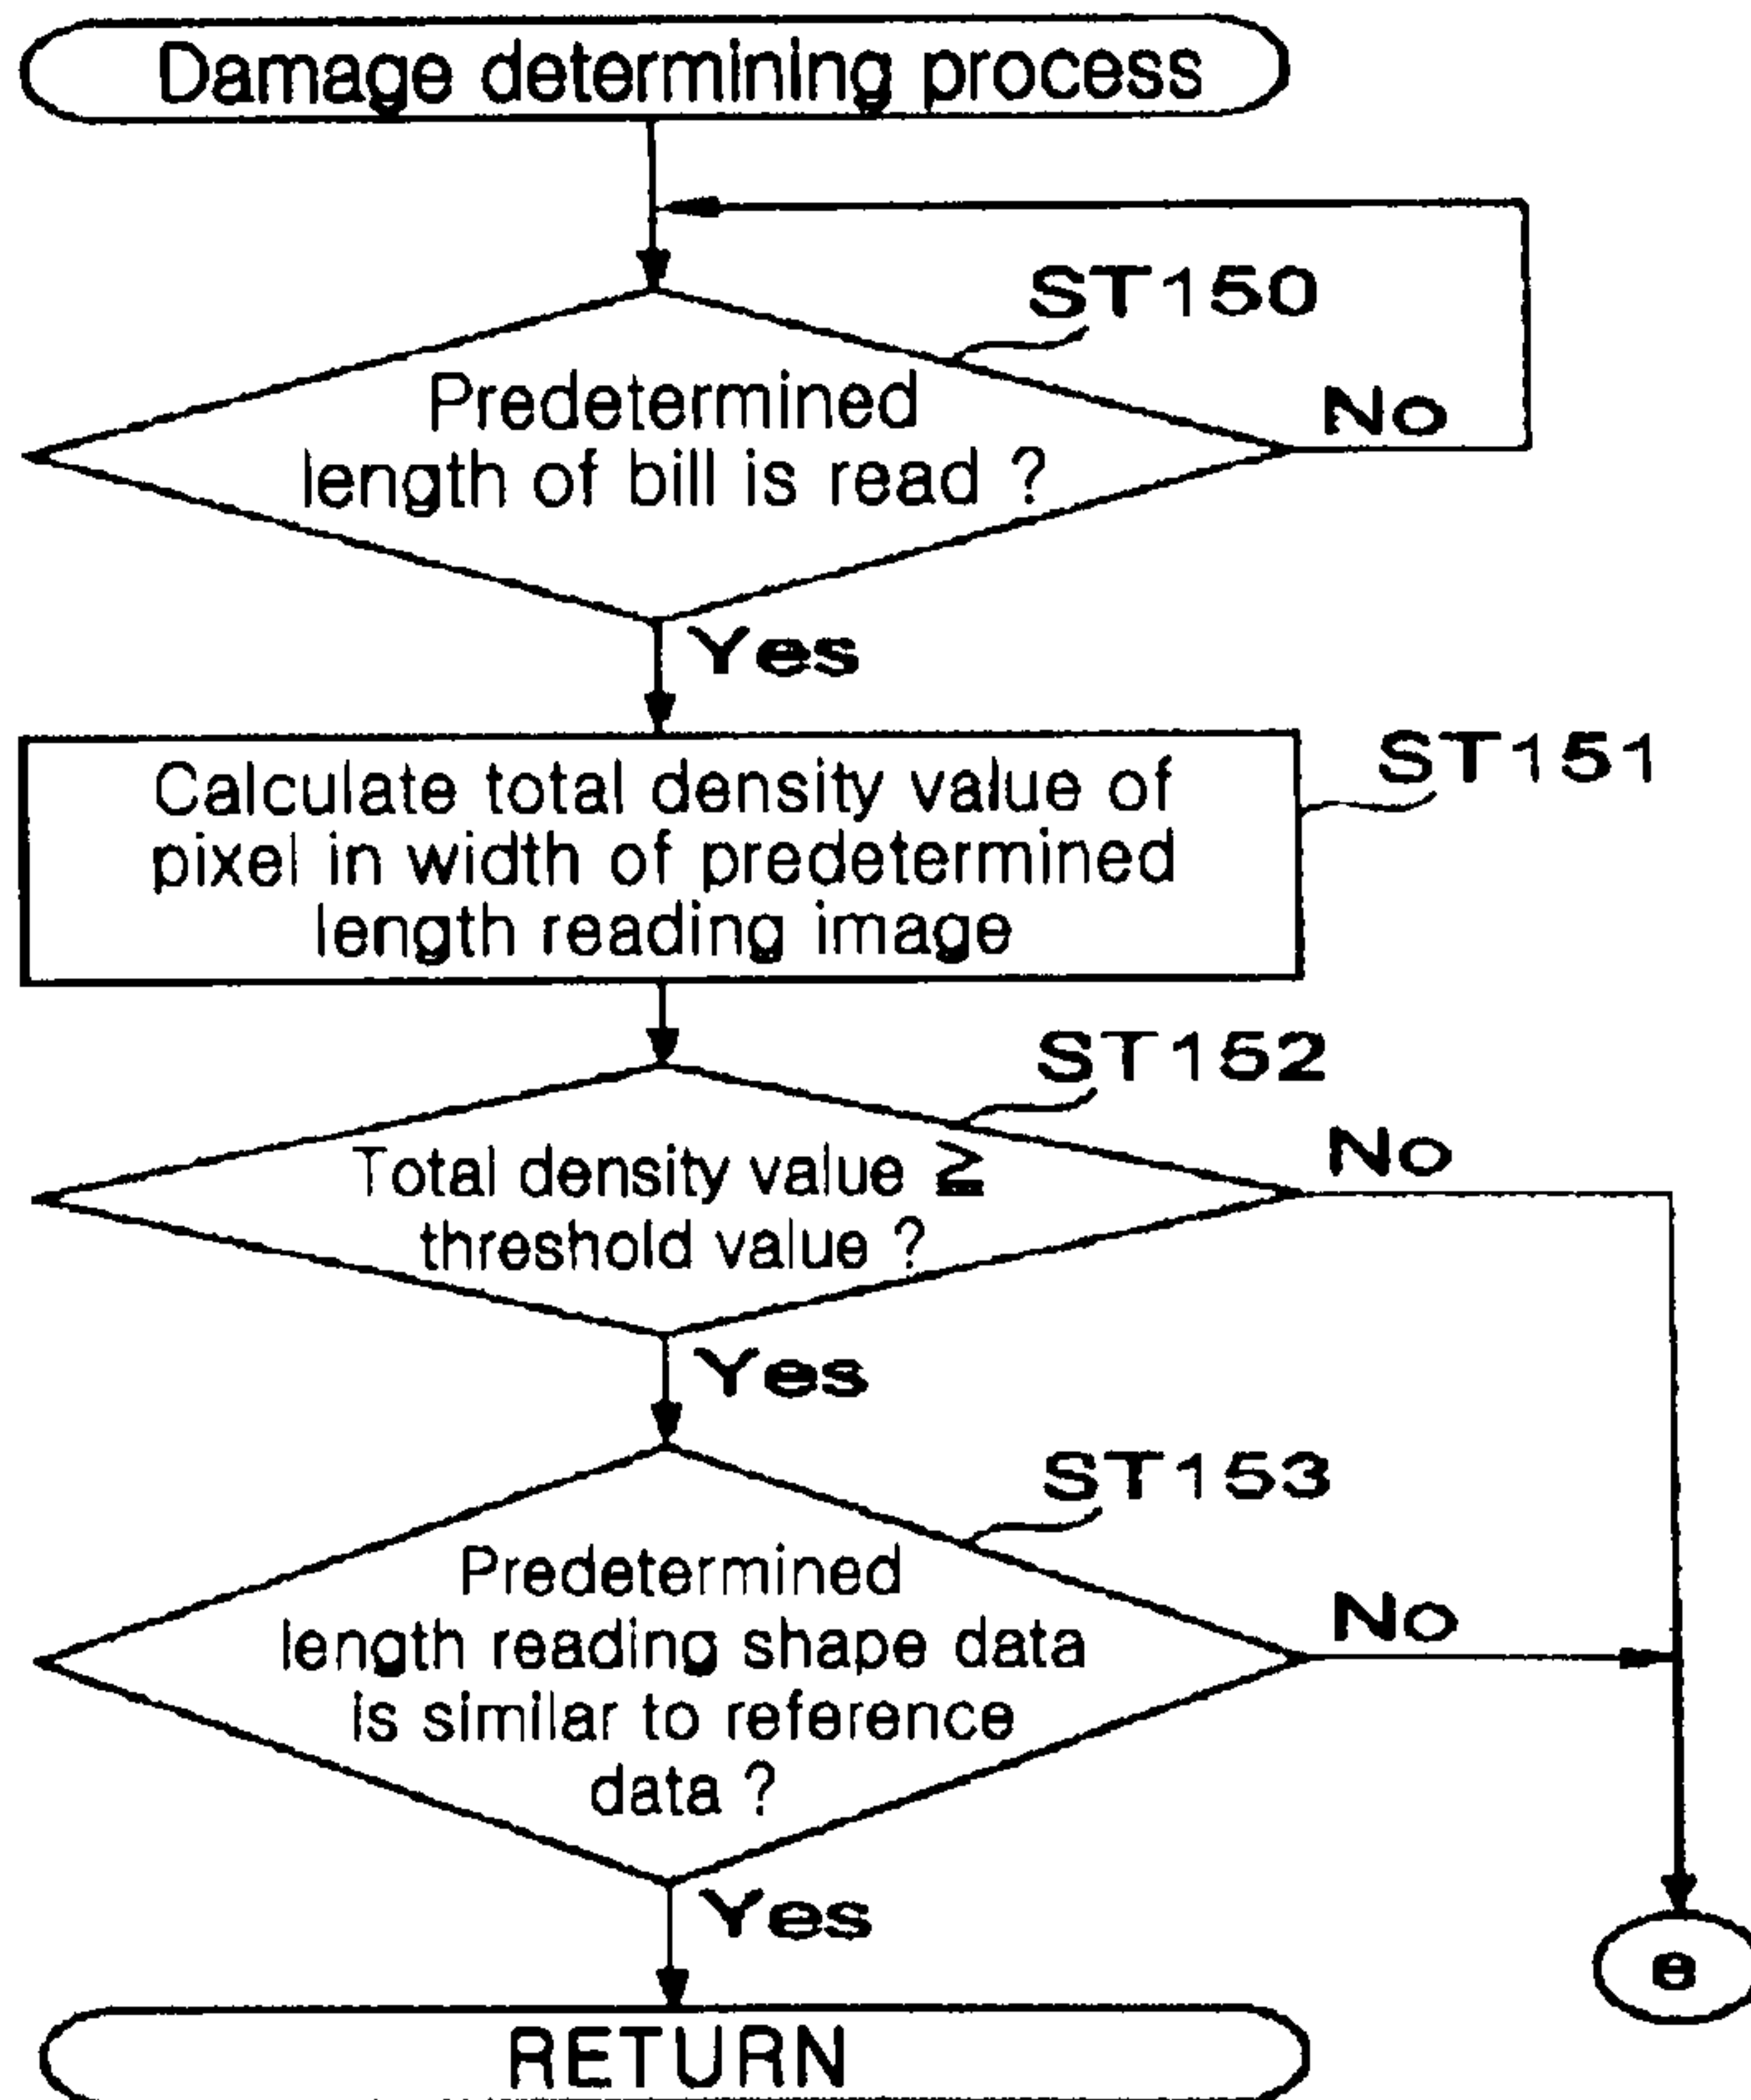 Damage determining process
ST150
Predetermined
length of bill is read ?
No
Yes
ST151
Calculate total density value of
pixel in width of predetermined
length reading image
ST152
Total density value ≧
threshold value ?
No
Yes
ST153
Predetermined
length reading shape data
is similar to reference
data ?
No
Yes
e
RETURN